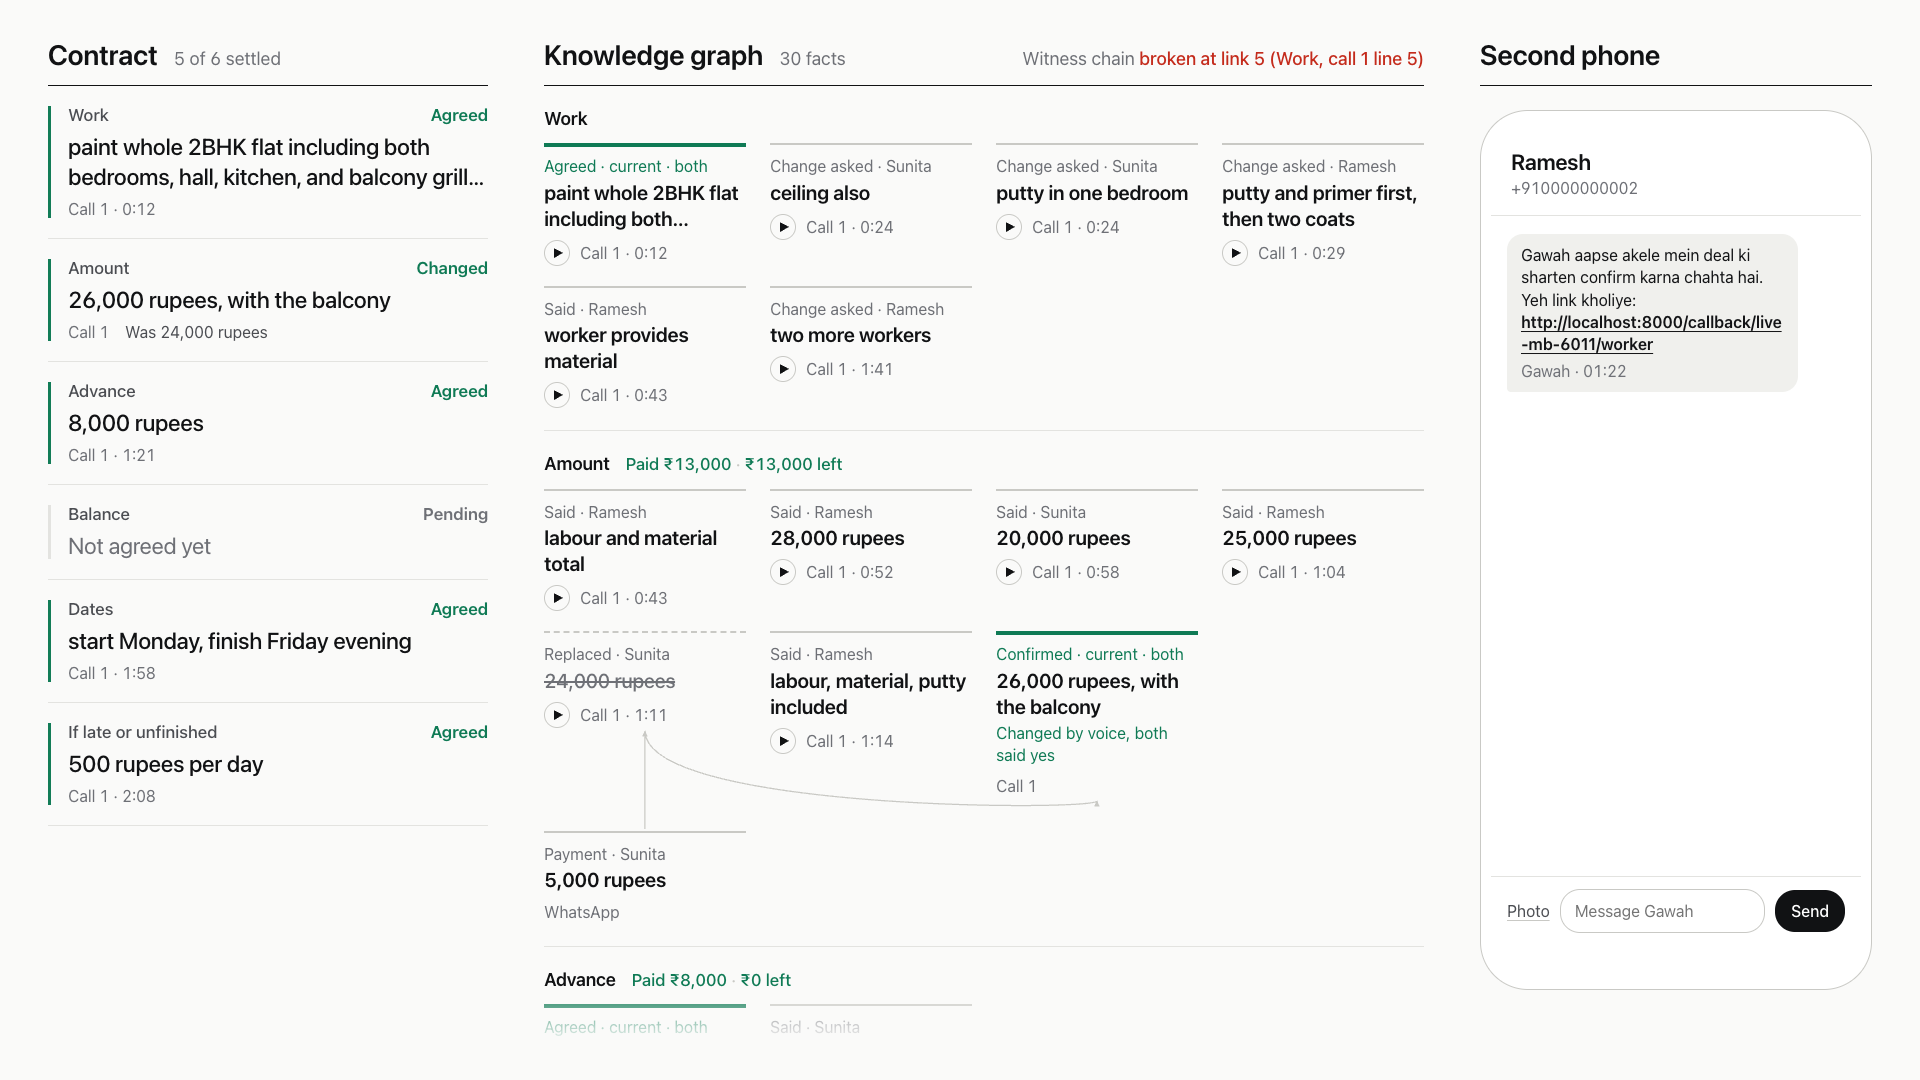 Contract 5 of 6 settled
Work Agreed
paint whole 2BHK flat including both
bedrooms, hall, kitchen, and balcony grill...
Call 1 · 0:12
Amount Changed
26,000 rupees, with the balcony
Call 1 Was 24,000 rupees
Advance Agreed
8,000 rupees
Call 1 · 1:21
Balance Pending
Not agreed yet
Dates Agreed
start Monday, finish Friday evening
Call 1 · 1:58
If late or unfinished Agreed
500 rupees per day
Call 1 · 2:08
Knowledge graph 30 facts Witness chain broken at link 5 (Work, call 1 line 5)
Work
Agreed · current · both
paint whole 2BHK flat
including both...
Call 1 · 0:12
Change asked · Sunita
ceiling also
Call 1 · 0:24
Change asked · Sunita
putty in one bedroom
Call 1 · 0:24
Change asked · Ramesh
putty and primer first,
then two coats
Call 1 · 0:29
Said · Ramesh
worker provides
material
Call 1 · 0:43
Change asked · Ramesh
two more workers
Call 1 · 1:41
Amount Paid ₹13,000 · ₹13,000 left
Said · Ramesh
labour and material
total
Call 1 · 0:43
Said · Ramesh
28,000 rupees
Call 1 · 0:52
Said · Sunita
20,000 rupees
Call 1 · 0:58
Said · Ramesh
25,000 rupees
Call 1 · 1:04
Replaced · Sunita
24,000 rupees
Call 1 · 1:11
Said · Ramesh
labour, material, putty
included
Call 1 · 1:14
Confirmed · current · both
26,000 rupees, with
the balcony
Changed by voice, both
said yes
Call 1
Payment · Sunita
5,000 rupees
WhatsApp
Advance Paid ₹8,000 · ₹0 left
Agreed · current · both
Said · Sunita
Second phone
Ramesh
+910000000002
Gawah aapse akele mein deal ki
sharten confirm karna chahta hai.
Yeh link kholiye:
http://localhost:8000/callback/live
-mb-6011/worker
Gawah · 01:22
Photo Message Gawah Send